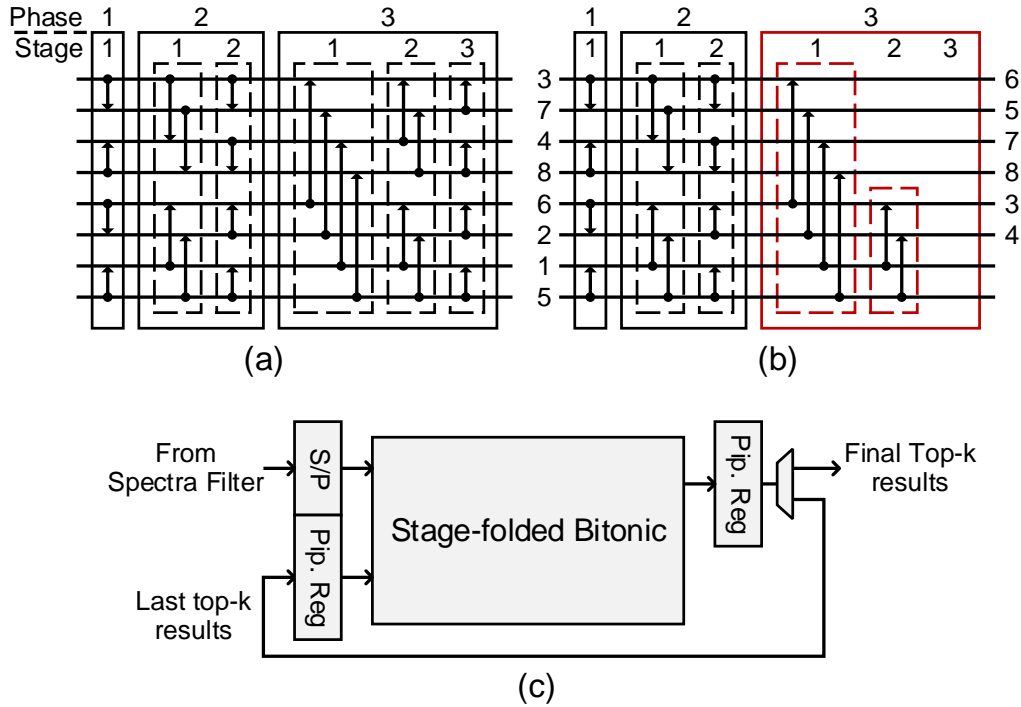 Phase 1 2 3 1 2 3
Stage 1 1 2 1 2 3 1 1 2 1 2 3
3 6
7 5
4 7
8 8
6 3
2 4
1
5
(a) (b)
From
Spectra Filter
S/P
Pip. Reg
Last top-k
results
Stage-folded Bitonic
Pip. Reg
Final Top-k
results
(c)